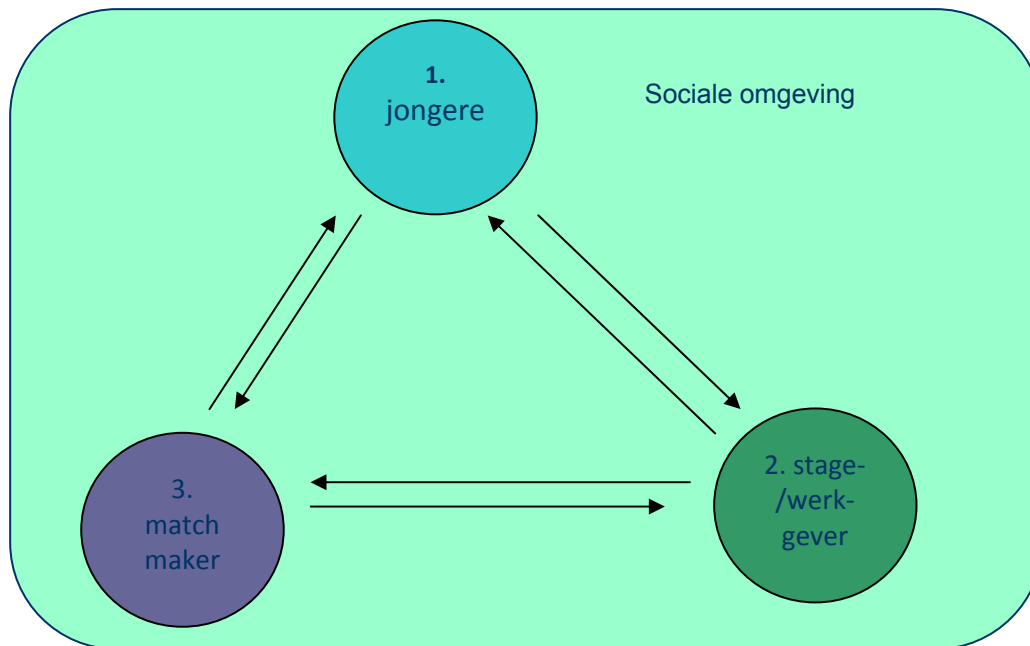 1.
jongere
Sociale omgeving
2. stage-
/werk-
gever
3.
match
maker